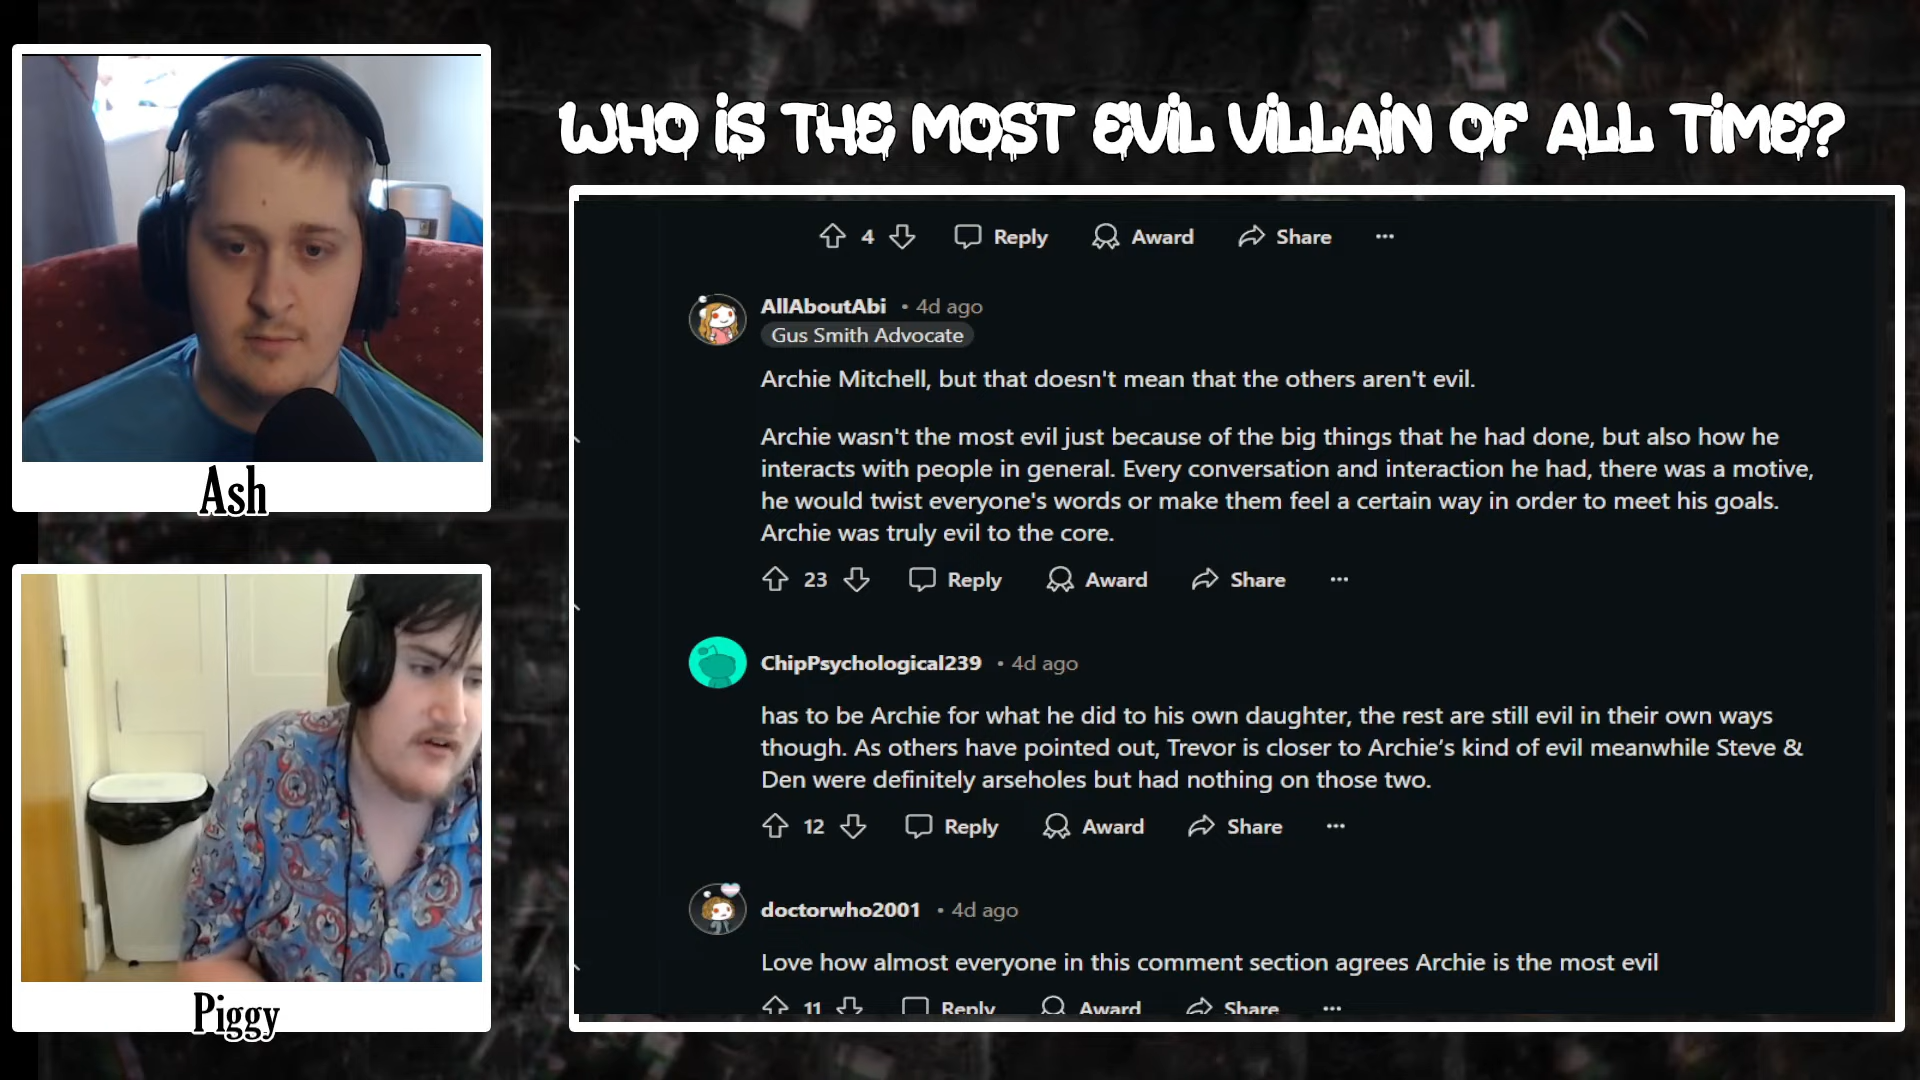 WHO iS THE MOST EViL ViLLAiN OF ALL TiME?
Ash
Piggy
4 Reply Award Share ...
AllAboutAbi • 4d ago
Gus Smith Advocate
Archie Mitchell, but that doesn't mean that the others aren't evil.
Archie wasn't the most evil just because of the big things that he had done, but also how he
interacts with people in general. Every conversation and interaction he had, there was a motive,
he would twist everyone's words or make them feel a certain way in order to meet his goals.
Archie was truly evil to the core.
23 Reply Award Share ...
ChipPsychological239 • 4d ago
has to be Archie for what he did to his own daughter, the rest are still evil in their own ways
though. As others have pointed out, Trevor is closer to Archie’s kind of evil meanwhile Steve &
Den were definitely arseholes but had nothing on those two.
12 Reply Award Share ...
doctorwho2001 • 4d ago
Love how almost everyone in this comment section agrees Archie is the most evil
11 Reply Award Share ...